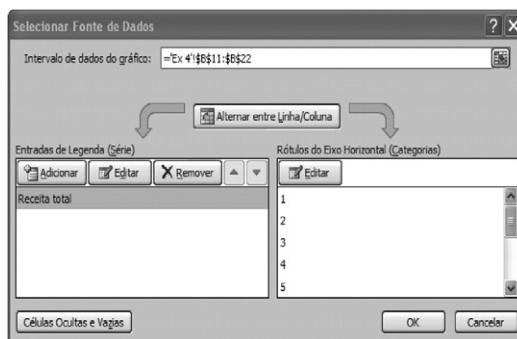 Selecionar Fonte de Dados
Intervalo de dados do gráfico: ='Ex 4'!$B$11:$B$22
Alternar entre Linha/Coluna
Entradas de Legenda (Série)
Adicionar Editar Remover
Receita total
Rótulos do Eixo Horizontal (Categorias)
Editar
1
2
3
4
5
Células Ocultas e Vazias
OK Cancelar